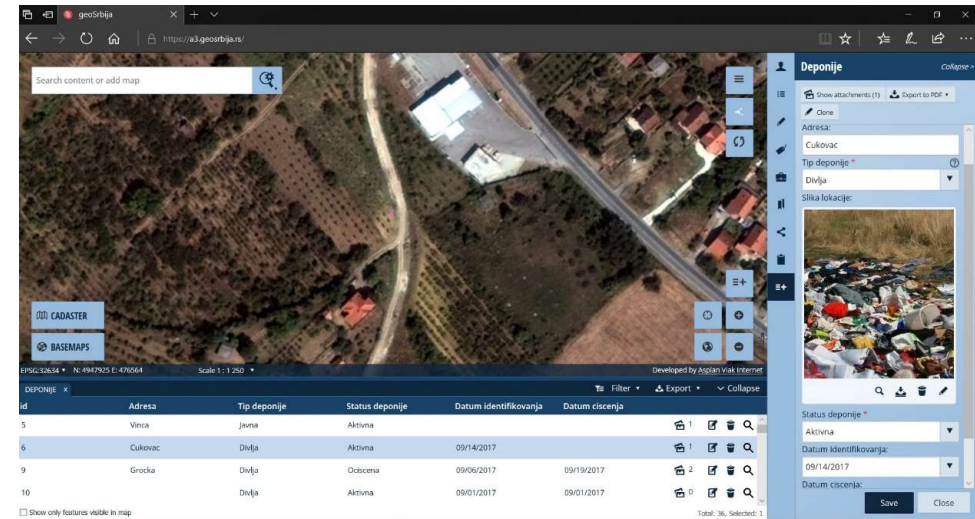 geoSrbija
https://a3.geosrbija.rs/
Search content or add map
CADASTER
BASEMAPS
EPSG:32634 N: 4947925 E: 476564 Scale 1 : 1 250 Developed by Asplan Viak Internet
DEPONIJE x Filter Export Collapse
id Adresa Tip deponije Status deponije Datum identifikovanja Datum ciscenja
5 Vinca Javna Aktivna 1
6 Cukovac Divlja Aktivna 09/14/2017 1
9 Grocka Divlja Ociscena 09/06/2017 09/19/2017 2
10 Divlja Aktivna 09/01/2017 09/01/2017 0
Show only features visible in map Total: 36, Selected: 1
Deponije Collapse >
Show attachments (1) Export to PDF
Clone
Adresa:
Cukovac
Tip deponije *
Divlja
Slika lokacije:
Status deponije *
Aktivna
Datum identifikovanja:
09/14/2017
Datum ciscenja:
Save Close